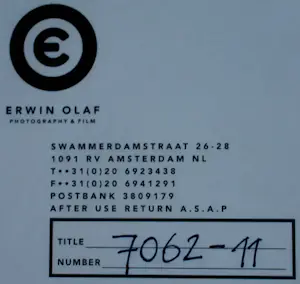 E
ERWIN OLAF
PHOTOGRAPHY & FILM
SWAMMERDAMSTRAAT 26-28
1091 RV AMSTERDAM NL
T**31(0)20 6923438
F**31(0)20 6941291
POSTBANK 3809179
AFTER USE RETURN A.S.A.P
TITLE 7062-11
NUMBER